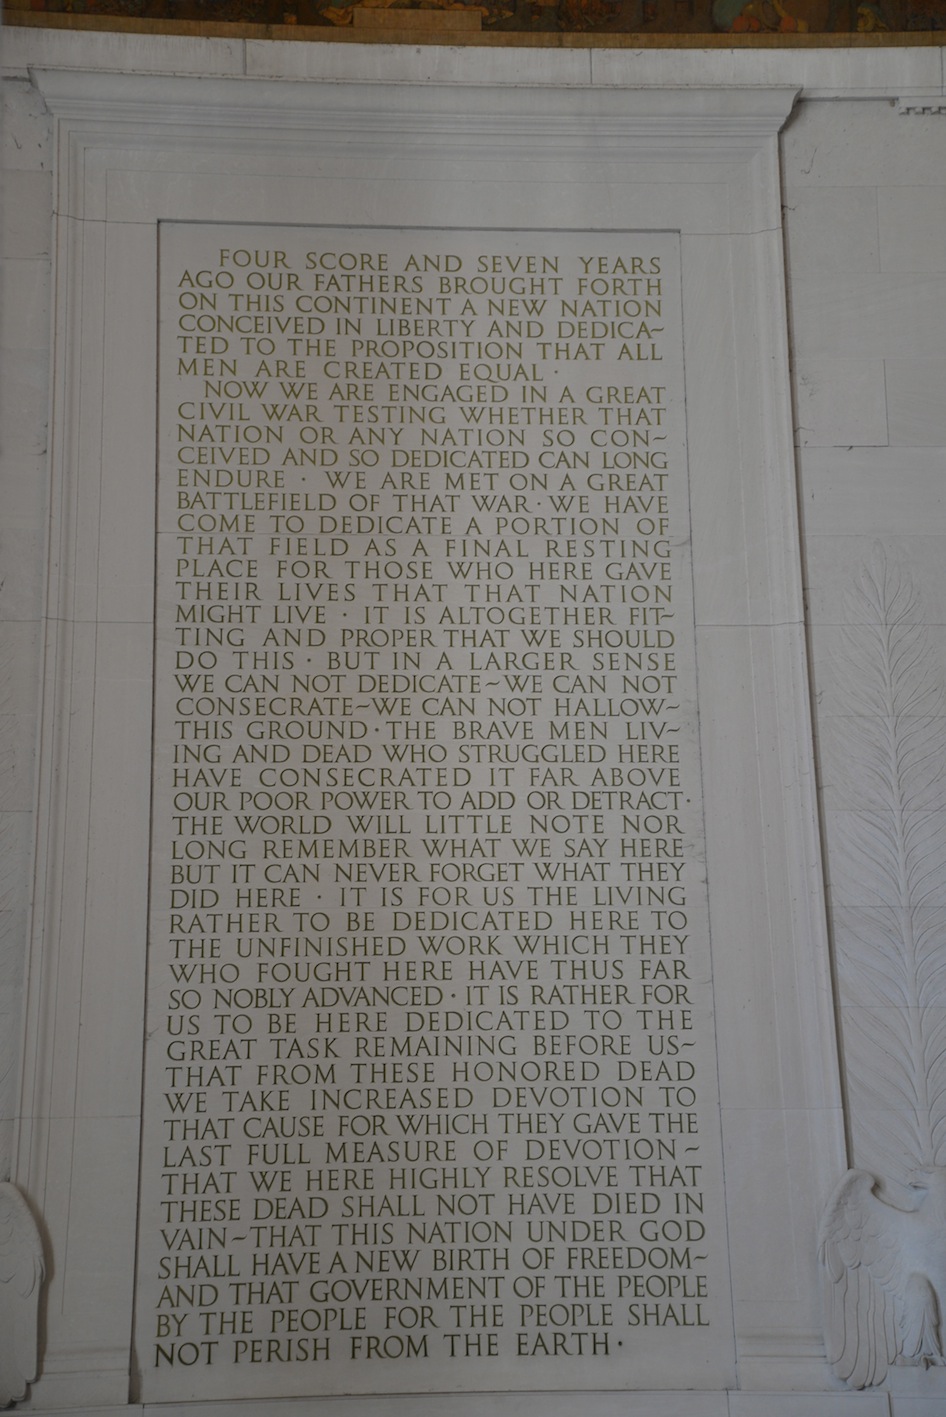 FOUR SCORE AND SEVEN YEARS
AGO OUR FATHERS BROUGHT FORTH
ON THIS CONTINENT A NEW NATION
CONCEIVED IN LIBERTY AND DEDICA~
TED TO THE PROPOSITION THAT ALL
MEN ARE CREATED EQUAL ·
NOW WE ARE ENGAGED IN A GREAT
CIVIL WAR TESTING WHETHER THAT
NATION OR ANY NATION SO CON~
CEIVED AND SO DEDICATED CAN LONG
ENDURE · WE ARE MET ON A GREAT
BATTLEFIELD OF THAT WAR · WE HAVE
COME TO DEDICATE A PORTION OF
THAT FIELD AS A FINAL RESTING
PLACE FOR THOSE WHO HERE GAVE
THEIR LIVES THAT THAT NATION
MIGHT LIVE · IT IS ALTOGETHER FIT~
TING AND PROPER THAT WE SHOULD
DO THIS · BUT IN A LARGER SENSE
WE CAN NOT DEDICATE~WE CAN NOT
CONSECRATE~WE CAN NOT HALLOW~
THIS GROUND · THE BRAVE MEN LIV~
ING AND DEAD WHO STRUGGLED HERE
HAVE CONSECRATED IT FAR ABOVE
OUR POOR POWER TO ADD OR DETRACT ·
THE WORLD WILL LITTLE NOTE NOR
LONG REMEMBER WHAT WE SAY HERE
BUT IT CAN NEVER FORGET WHAT THEY
DID HERE · IT IS FOR US THE LIVING
RATHER TO BE DEDICATED HERE TO
THE UNFINISHED WORK WHICH THEY
WHO FOUGHT HERE HAVE THUS FAR
SO NOBLY ADVANCED · IT IS RATHER FOR
US TO BE HERE DEDICATED TO THE
GREAT TASK REMAINING BEFORE US~
THAT FROM THESE HONORED DEAD
WE TAKE INCREASED DEVOTION TO
THAT CAUSE FOR WHICH THEY GAVE THE
LAST FULL MEASURE OF DEVOTION ~
THAT WE HERE HIGHLY RESOLVE THAT
THESE DEAD SHALL NOT HAVE DIED IN
VAIN~THAT THIS NATION UNDER GOD
SHALL HAVE A NEW BIRTH OF FREEDOM~
AND THAT GOVERNMENT OF THE PEOPLE
BY THE PEOPLE FOR THE PEOPLE SHALL
NOT PERISH FROM THE EARTH ·